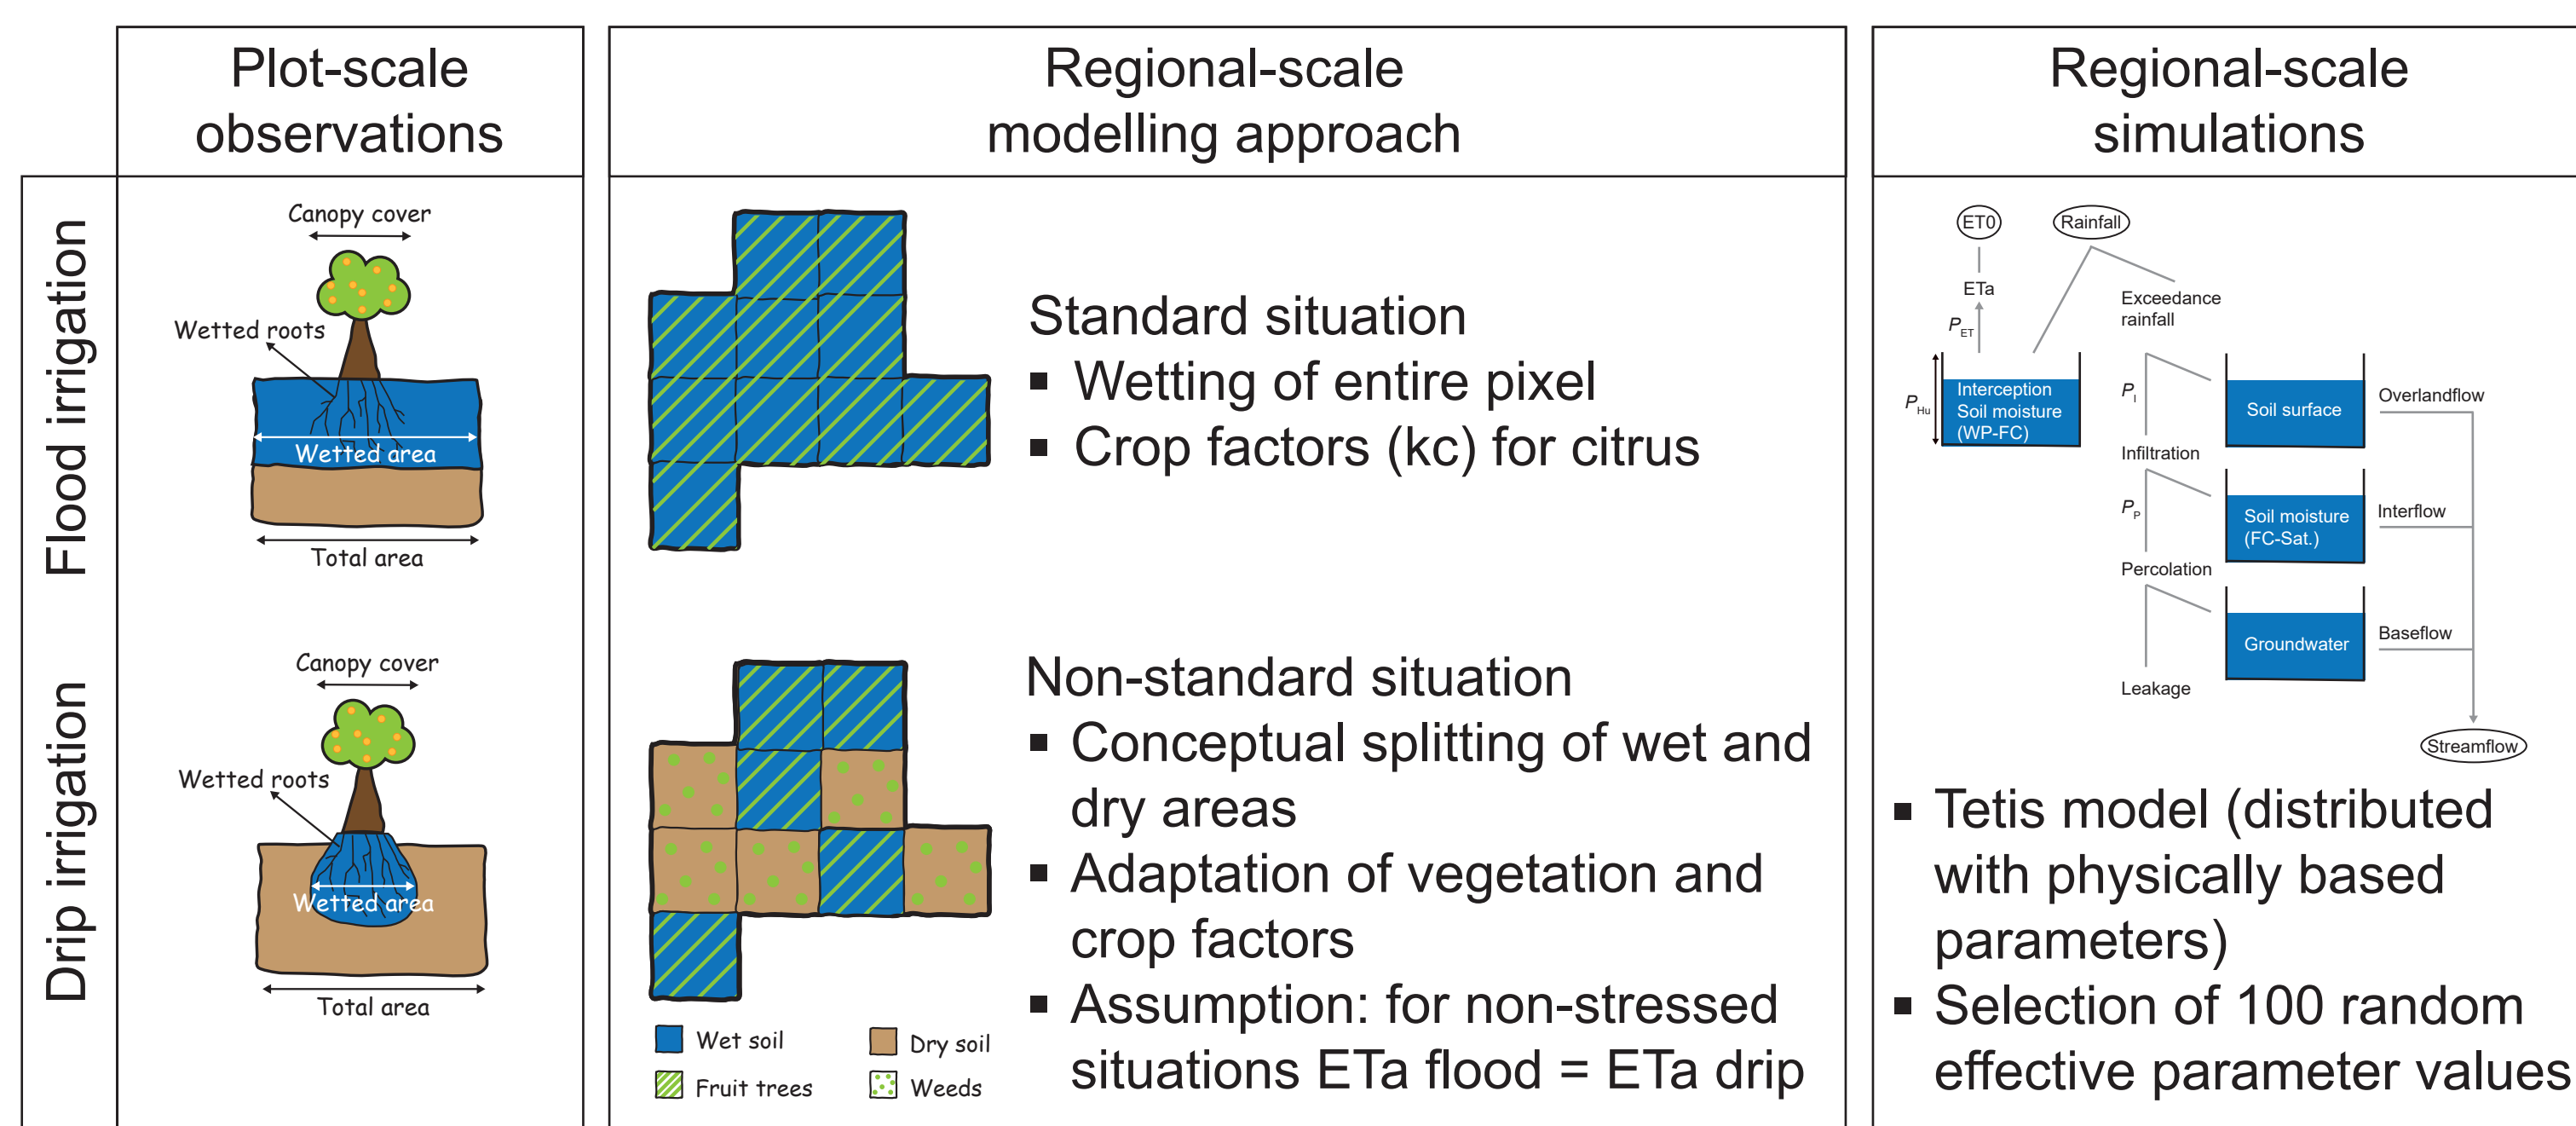 Plot-scale
observations
Regional-scale
modelling approach
Regional-scale
simulations
Flood irrigation
Canopy cover
Wetted roots
Wetted area
Total area
Standard situation
▪ Wetting of entire pixel
▪ Crop factors (kc) for citrus
Drip irrigation
Canopy cover
Wetted roots
Wetted area
Total area
Non-standard situation
▪ Conceptual splitting of wet and
dry areas
▪ Adaptation of vegetation and
crop factors
▪ Assumption: for non-stressed
situations ETa flood = ETa drip
Wet soil
Dry soil
Fruit trees
Weeds
ET0
Rainfall
ETa
Exceedance
rainfall
PET
PHu
Interception
Soil moisture
(WP-FC)
PI
Soil surface
Overlandflow
Infiltration
PP
Soil moisture
(FC-Sat.)
Interflow
Percolation
Groundwater
Baseflow
Leakage
Streamflow
▪ Tetis model (distributed
with physically based
parameters)
▪ Selection of 100 random
effective parameter values